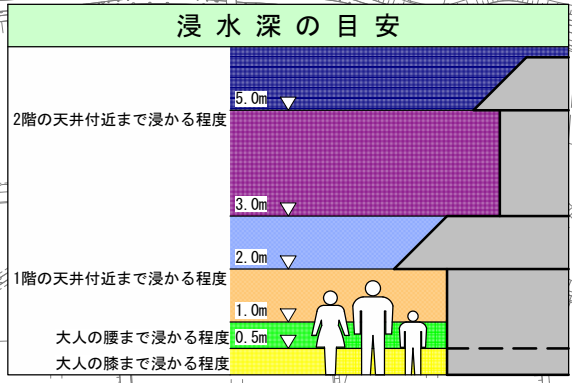 浸水深の目安
5.0m
2階の天井付近まで浸かる程度
3.0m
2.0m
1階の天井付近まで浸かる程度
1.0m
大人の腰まで浸かる程度 0.5m
大人の膝まで浸かる程度